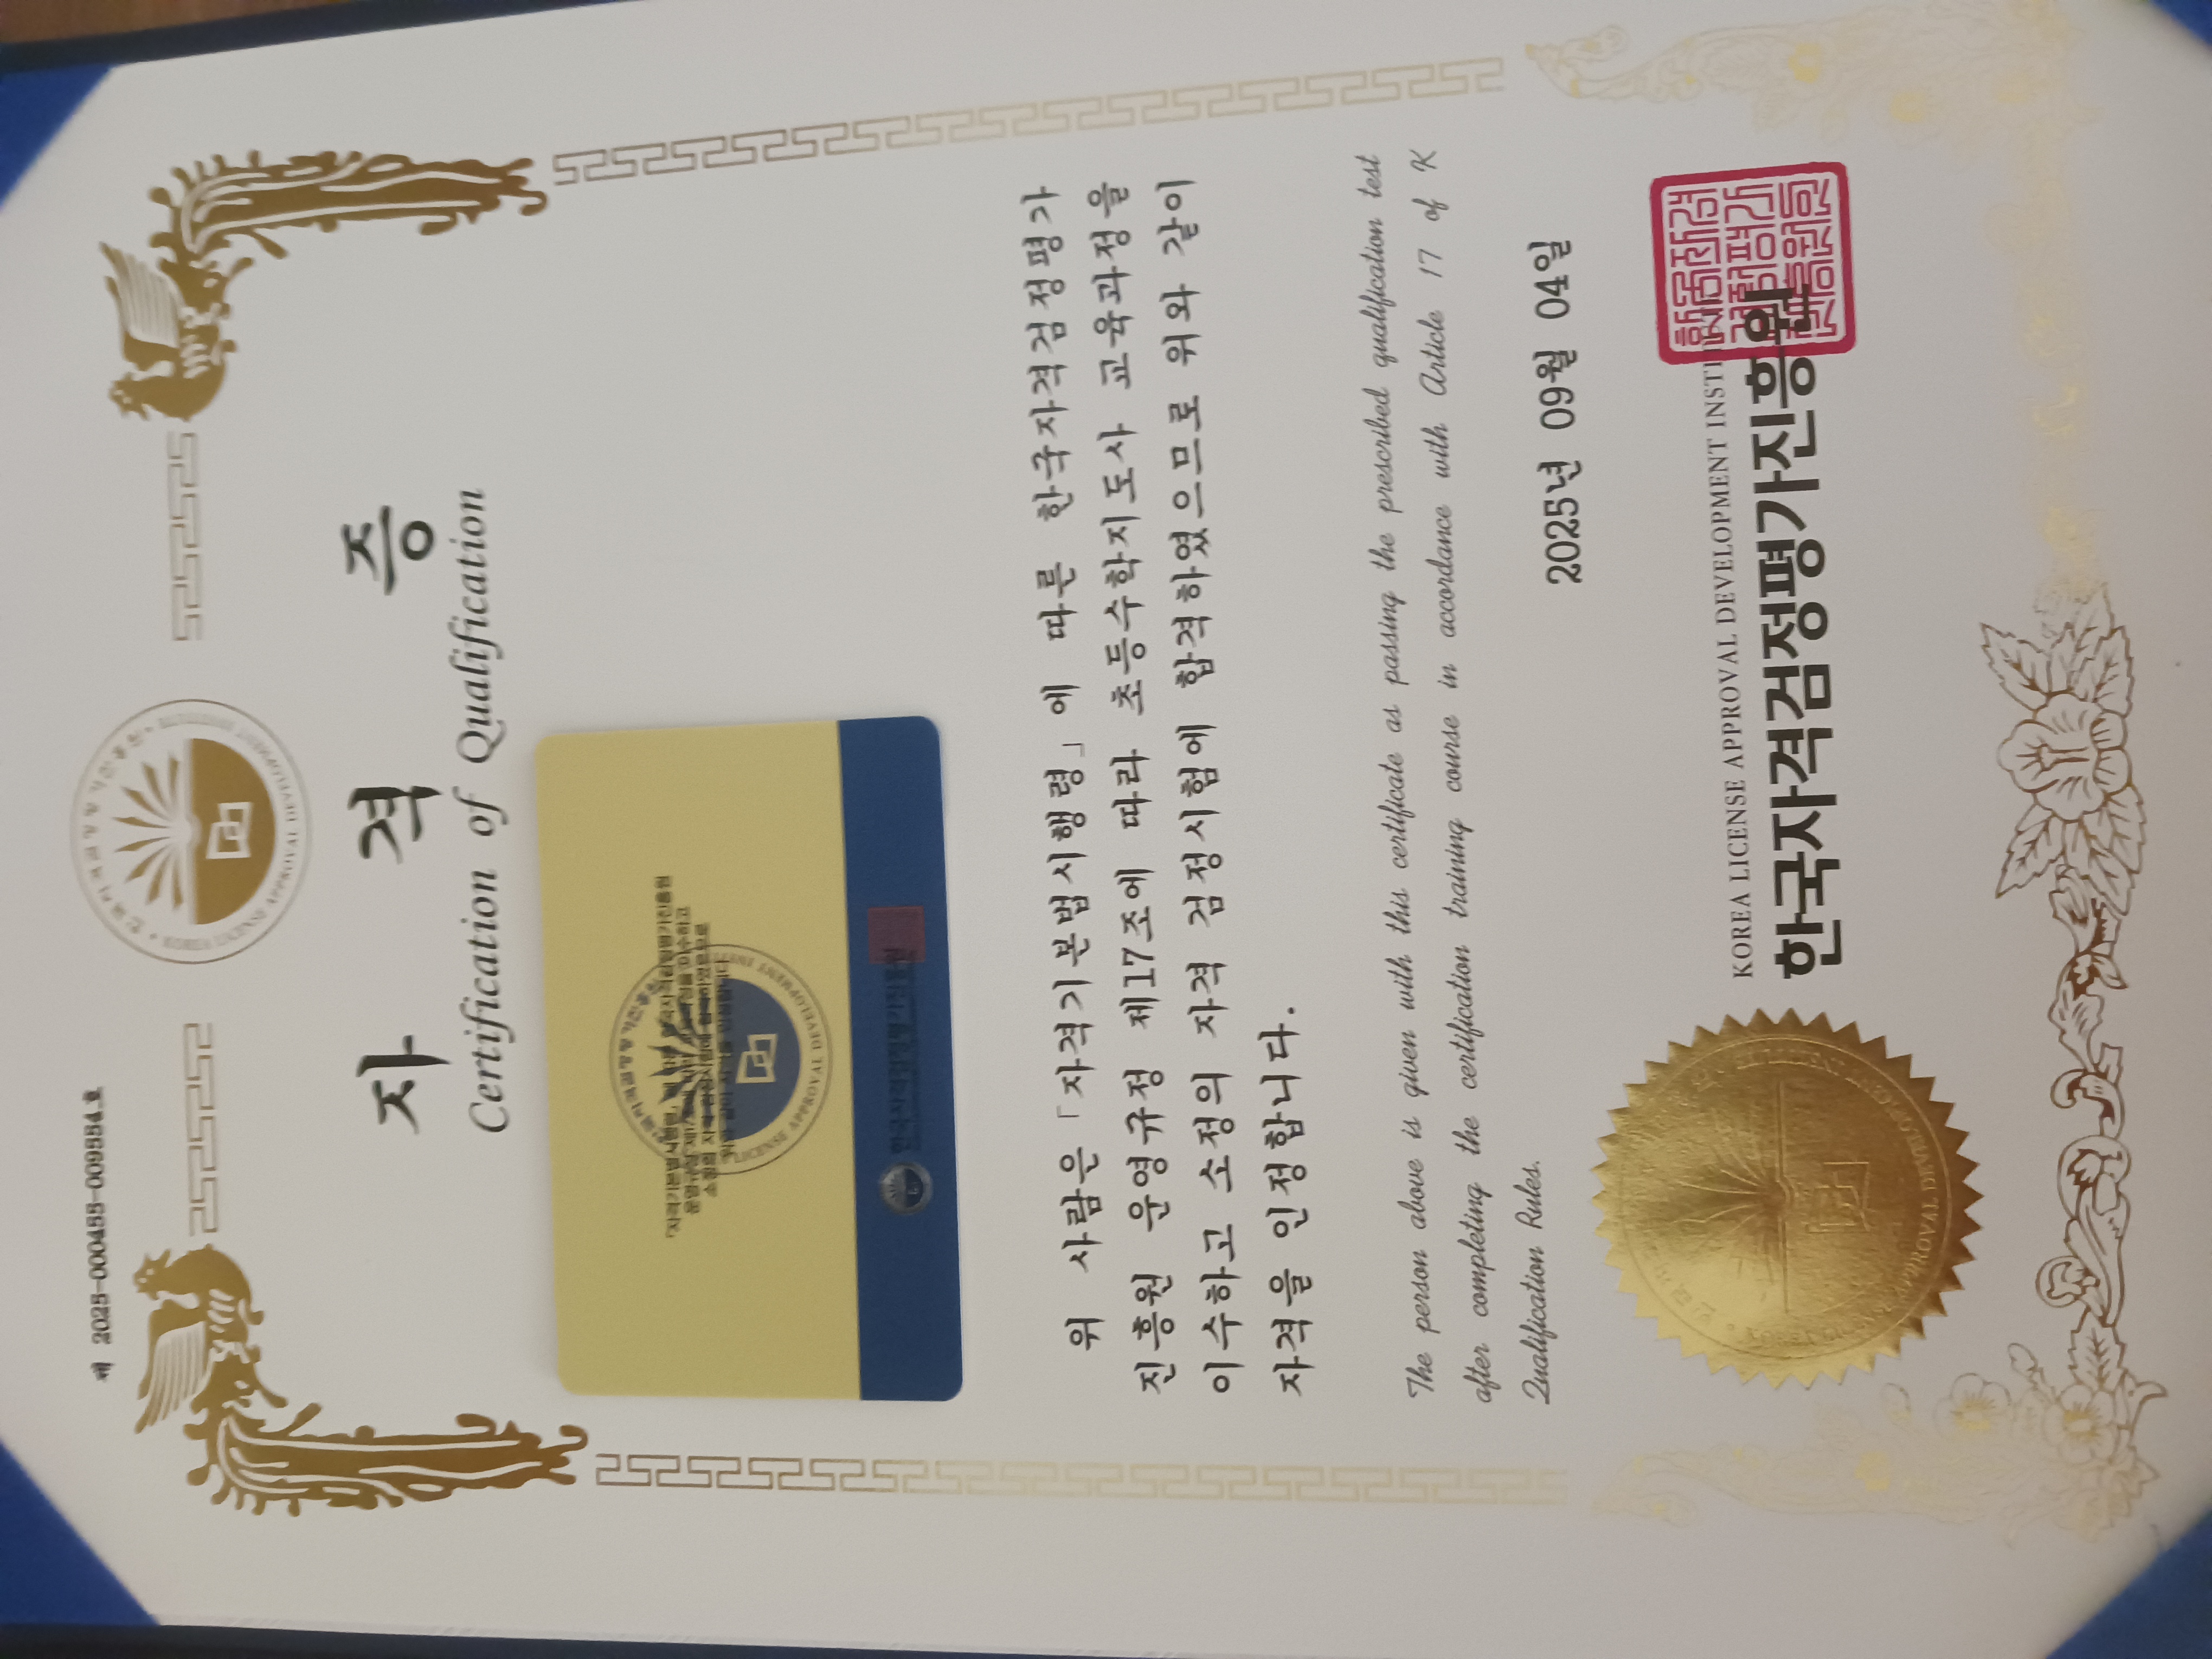 제 2025-00455-009554호
자 격 증
Certification of Qualification
위 사람은 「자격기본법시행령」에 따른 한국자격검정평가
진흥원 운영규정 제17조에 따라 초등수학지도사 교육과정을
이수하고 소정의 자격 검정시험에 합격하였으므로 위와 같이
자격을 인정합니다.
The person above is given with this certificate as passing the prescribed qualification test
after completing the certification training course in accordance with Article 17 of K
Qualification Rules.
2025년 09월 04일
KOREA LICENSE APPROVAL DEVELOPMENT
한국자격검정평가진흥원